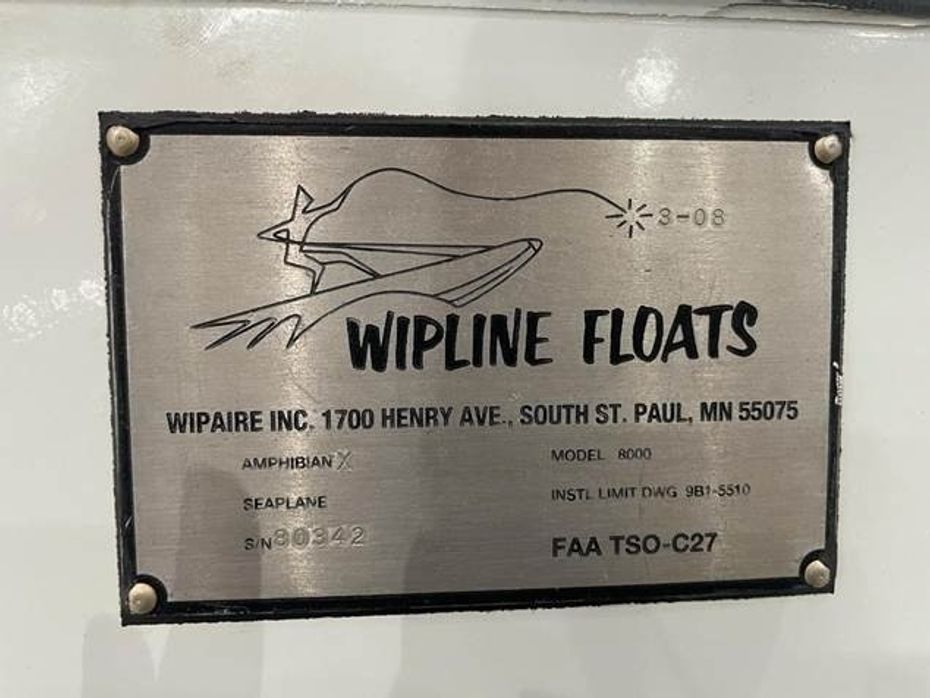 3-08
WIPLINE FLOATS
WIPAIRE INC. 1700 HENRY AVE., SOUTH ST. PAUL, MN 55075
AMPHIBIAN X
MODEL 8000
SEAPLANE
INSTL LIMIT DWG 9B1-5510
S/N 80342
FAA TSO-C27